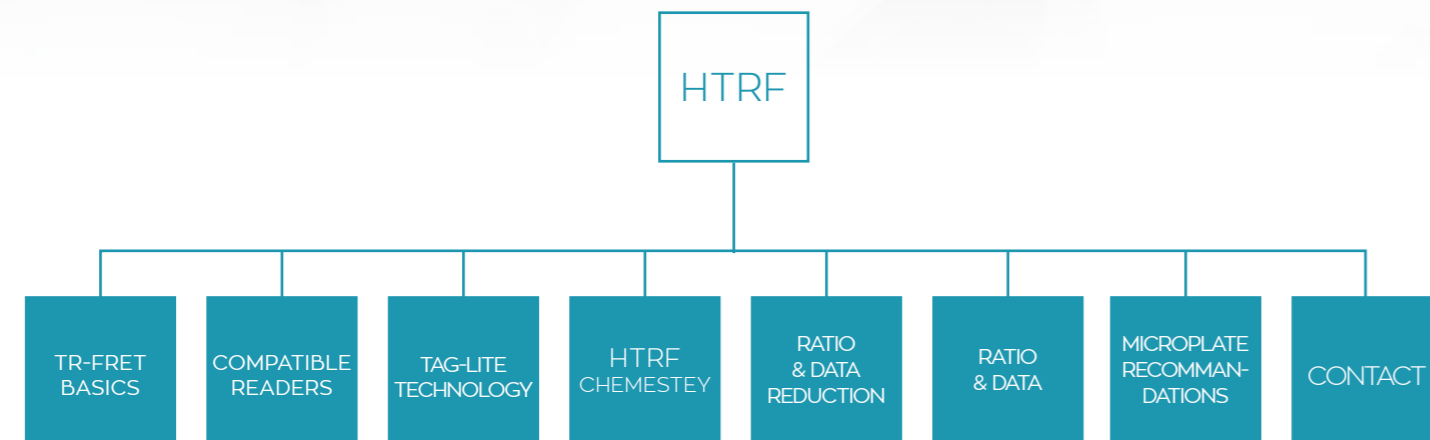 HTRF
TR-FRET
BASICS
COMPATIBLE
READERS
TAG-LITE
TECHNOLOGY
HTRF
CHEMESTEY
RATIO
& DATA
REDUCTION
RATIO
& DATA
MICROPLATE
RECOMMAN-
DATIONS
CONTACT